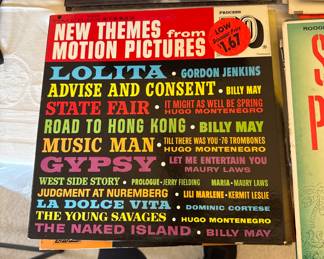 NEW THEMES from
MOTION PICTURES
PROCESS
LOW
1.67
LOLITA • GORDON JENKINS
ADVISE AND CONSENT • BILLY MAY
STATE FAIR • IT MIGHT AS WELL BE SPRING
HUGO MONTENEGRO
ROAD TO HONG KONG • BILLY MAY
MUSIC MAN • TILL THERE WAS YOU • 76 TROMBONES
HUGO MONTENEGRO
GYPSY • LET ME ENTERTAIN YOU
MAURY LAWS
WEST SIDE STORY • PROLOGUE • JERRY FIELDING MARIA • MAURY LAWS
JUDGMENT AT NUREMBERG • LILI MARLENE • KERMIT LESLIE
LA DOLCE VITA • DOMINIC CORTESE
THE YOUNG SAVAGES • HUGO MONTENEGRO
THE NAKED ISLAND • BILLY MAY